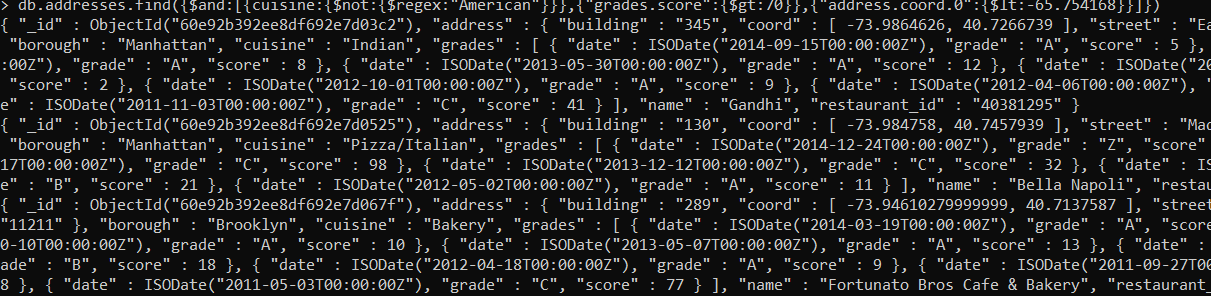 > db.addresses.find({$and:[{cuisine:{$not:{$regex:"American"}}},{"grades.score":{$gt:70}},{"address.coord.0":{$lt:-65.754168}}]})
{ "_id" : ObjectId("60e92b392ee8df692e7d03c2"), "address" : { "building" : "345", "coord" : [ -73.9864626, 40.7266739 ], "street" : "Ea
 "borough" : "Manhattan", "cuisine" : "Indian", "grades" : [ { "date" : ISODate("2014-09-15T00:00:00Z"), "grade" : "A", "score" : 5 },
:00Z"), "grade" : "A", "score" : 8 }, { "date" : ISODate("2013-05-30T00:00:00Z"), "grade" : "A", "score" : 12 }, { "date" : ISODate("20
 "score" : 2 }, { "date" : ISODate("2012-10-01T00:00:00Z"), "grade" : "A", "score" : 9 }, { "date" : ISODate("2012-04-06T00:00:00Z"),
e" : ISODate("2011-11-03T00:00:00Z"), "grade" : "C", "score" : 41 } ], "name" : "Gandhi", "restaurant_id" : "40381295" }
{ "_id" : ObjectId("60e92b392ee8df692e7d0525"), "address" : { "building" : "130", "coord" : [ -73.984758, 40.7457939 ], "street" : "Mad
 "borough" : "Manhattan", "cuisine" : "Pizza/Italian", "grades" : [ { "date" : ISODate("2014-12-24T00:00:00Z"), "grade" : "Z", "score"
17T00:00:00Z"), "grade" : "C", "score" : 98 }, { "date" : ISODate("2013-12-12T00:00:00Z"), "grade" : "C", "score" : 32 }, { "date" : IS
e" : "B", "score" : 21 }, { "date" : ISODate("2012-05-02T00:00:00Z"), "grade" : "A", "score" : 11 } ], "name" : "Bella Napoli", "restau
{ "_id" : ObjectId("60e92b392ee8df692e7d067f"), "address" : { "building" : "289", "coord" : [ -73.94610279999999, 40.7137587 ], "street
"11211" }, "borough" : "Brooklyn", "cuisine" : "Bakery", "grades" : [ { "date" : ISODate("2014-03-19T00:00:00Z"), "grade" : "A", "score
0-10T00:00:00Z"), "grade" : "A", "score" : 10 }, { "date" : ISODate("2013-05-07T00:00:00Z"), "grade" : "A", "score" : 13 }, { "date" :
ade" : "B", "score" : 18 }, { "date" : ISODate("2012-04-18T00:00:00Z"), "grade" : "A", "score" : 9 }, { "date" : ISODate("2011-09-27T00
8 }, { "date" : ISODate("2011-05-03T00:00:00Z"), "grade" : "C", "score" : 77 } ], "name" : "Fortunato Bros Cafe & Bakery", "restaurant_